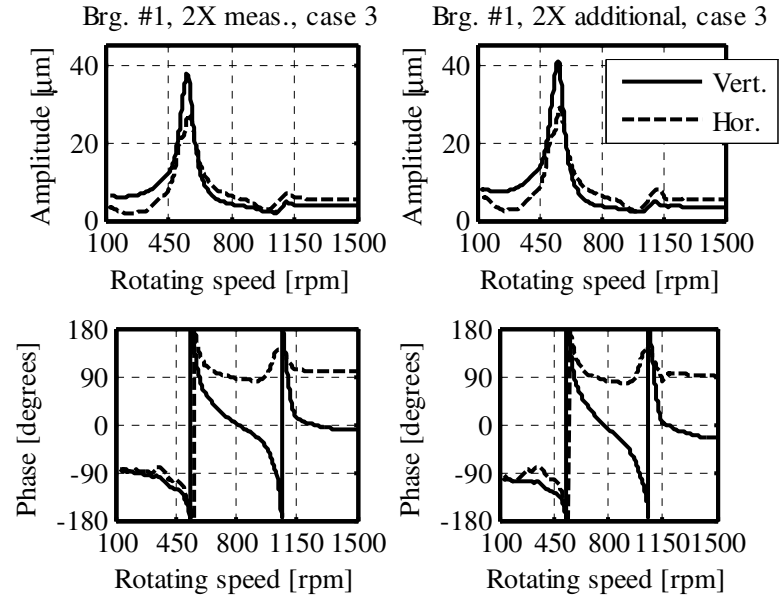 Brg. #1, 2X meas., case 3
Brg. #1, 2X additional, case 3
Amplitude [μm]
40
20
0
100 450 800 1150 1500
Rotating speed [rpm]
Amplitude [μm]
40
20
0
100 450 800 1150 1500
Rotating speed [rpm]
Vert.
Hor.
Phase [degrees]
180
90
0
-90
-180
100 450 800 1150 1500
Rotating speed [rpm]
Phase [degrees]
180
90
0
-90
-180
100 450 800 1150 1500
Rotating speed [rpm]